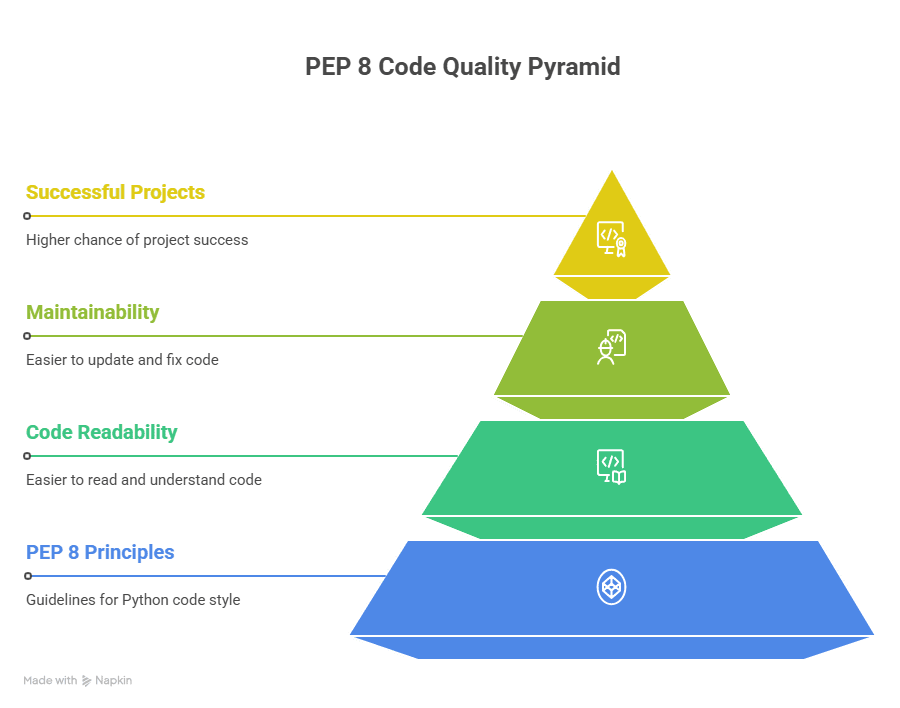 PEP 8 Code Quality Pyramid
Successful Projects
Higher chance of project success
Maintainability
Easier to update and fix code
Code Readability
Easier to read and understand code
PEP 8 Principles
Guidelines for Python code style
Made with Napkin